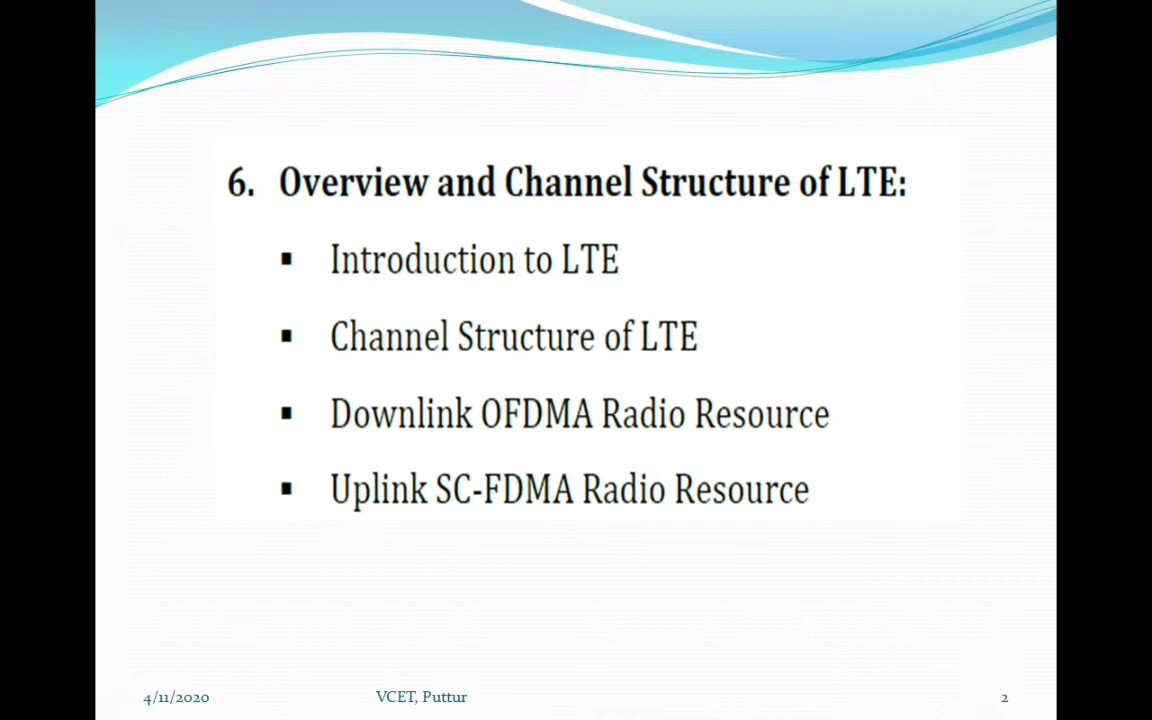 6. Overview and Channel Structure of LTE:
▪ Introduction to LTE
▪ Channel Structure of LTE
▪ Downlink OFDMA Radio Resource
▪ Uplink SC-FDMA Radio Resource
4/11/2020 VCET, Puttur 2